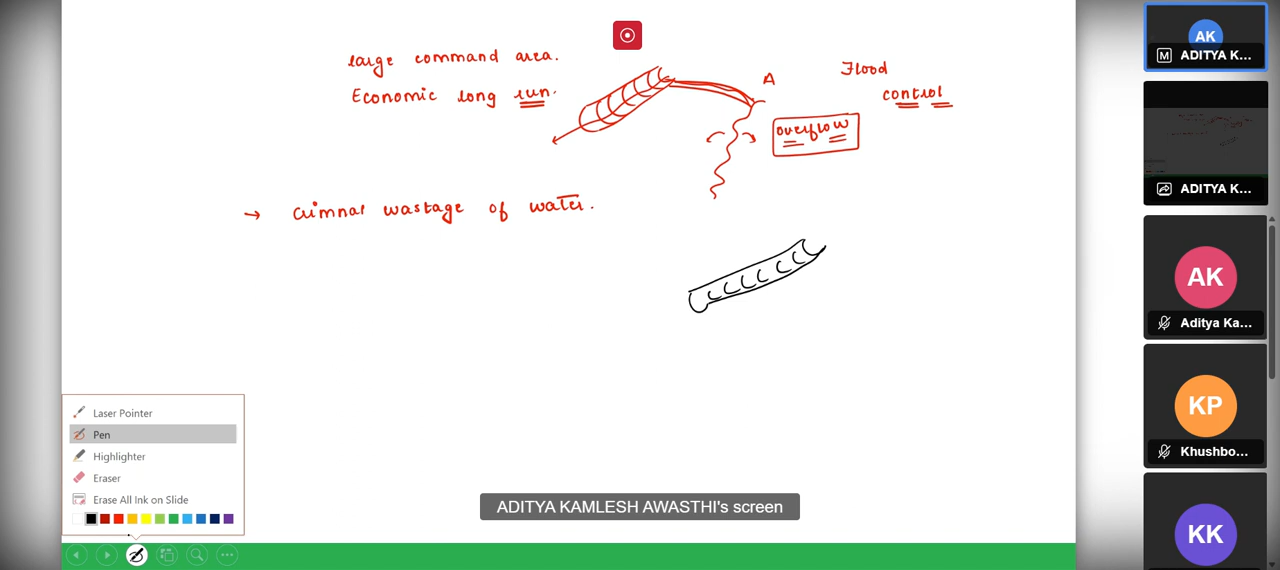 large command area.
Economic long run.
A
Flood
control
overflow
→ crimnal wastage of water.
Laser Pointer
Pen
Highlighter
Eraser
Erase All Ink on Slide
ADITYA KAMLESH AWASTHI's screen
AK
M ADITYA K...
ADITYA K...
AK
Aditya Ka...
KP
Khushbo...
KK